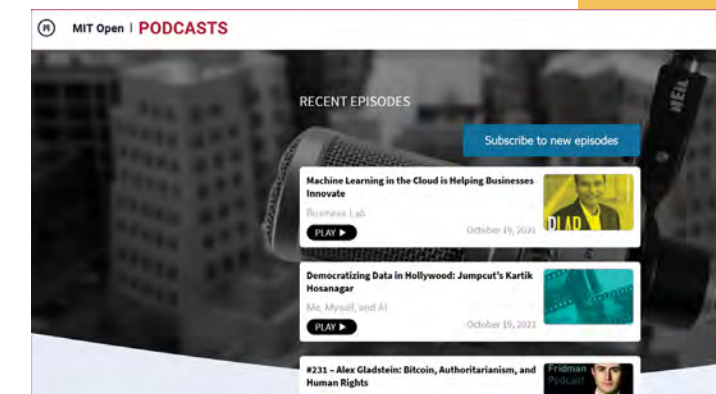 MIT Open | PODCASTS
RECENT EPISODES
Subscribe to new episodes
Machine Learning in the Cloud is Helping Businesses
Innovate
Business Lab
PLAY
October 19, 2021
B LAB
Democratizing Data in Hollywood: Jumpcut's Kartik
Hosanagar
Me, Myself, and AI
PLAY
October 19, 2021
#231 – Alex Gladstein: Bitcoin, Authoritarianism, and
Human Rights
Fridman
Podcast